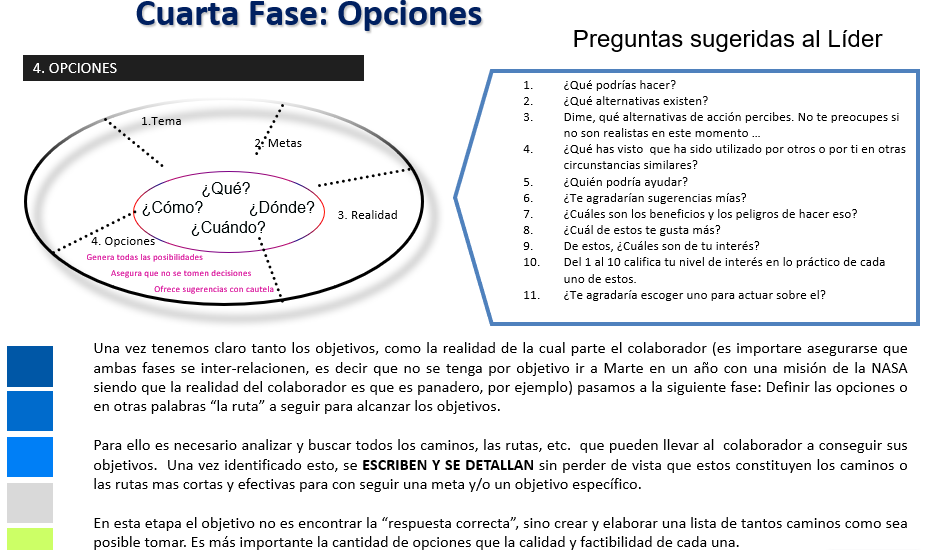 Cuarta Fase: Opciones
Preguntas sugeridas al Líder
4. OPCIONES
1.Tema
2. Metas
3. Realidad
4. Opciones
¿Qué?
¿Cómo?
¿Dónde?
¿Cuándo?
Genera todas las posibilidades
Asegura que no se tomen decisiones
Ofrece sugerencias con cautela
1. ¿Qué podrías hacer?
2. ¿Qué alternativas existen?
3. Dime, qué alternativas de acción percibes. No te preocupes si
no son realistas en este momento ...
4. ¿Qué has visto que ha sido utilizado por otros o por ti en otras
circunstancias similares?
5. ¿Quién podría ayudar?
6. ¿Te agradarían sugerencias mías?
7. ¿Cuáles son los beneficios y los peligros de hacer eso?
8. ¿Cuál de estos te gusta más?
9. De estos, ¿Cuáles son de tu interés?
10. Del 1 al 10 califica tu nivel de interés en lo práctico de cada
uno de estos.
11. ¿Te agradaría escoger uno para actuar sobre el?
Una vez tenemos claro tanto los objetivos, como la realidad de la cual parte el colaborador (es importare asegurarse que
ambas fases se inter-relacionen, es decir que no se tenga por objetivo ir a Marte en un año con una misión de la NASA
siendo que la realidad del colaborador es que es panadero, por ejemplo) pasamos a la siguiente fase: Definir las opciones o
en otras palabras “la ruta” a seguir para alcanzar los objetivos.
Para ello es necesario analizar y buscar todos los caminos, las rutas, etc. que pueden llevar al colaborador a conseguir sus
objetivos. Una vez identificado esto, se ESCRIBEN Y SE DETALLAN sin perder de vista que estos constituyen los caminos o
las rutas mas cortas y efectivas para con seguir una meta y/o un objetivo específico.
En esta etapa el objetivo no es encontrar la “respuesta correcta”, sino crear y elaborar una lista de tantos caminos como sea
posible tomar. Es más importante la cantidad de opciones que la calidad y factibilidad de cada una.